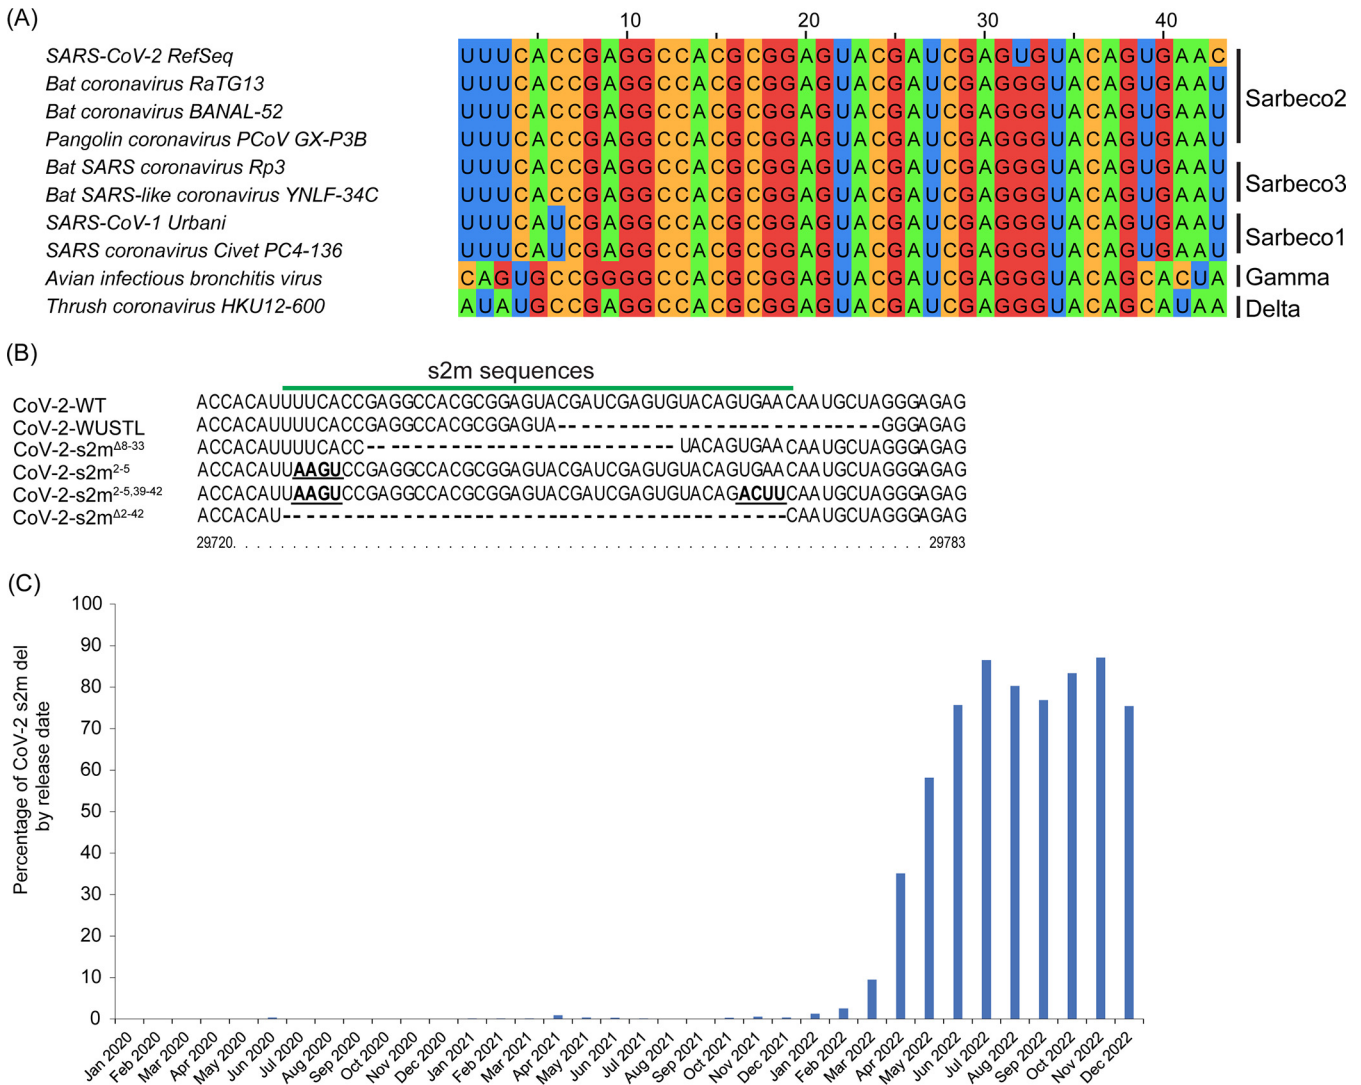 (A)
10 20 30 40
SARS-CoV-2 RefSeq UUUCACCGAGGCCACGCGGAGUACGAUCGAGUGUACAGUGAAC
Bat coronavirus RaTG13 UUUCACCGAGGCCACGCGGAGUACGAUCGAGGGUACAGUGAAU
Bat coronavirus BANAL-52 UUUCACCGAGGCCACGCGGAGUACGAUCGAGGGUACAGUGAAU
Sarbeco2
Pangolin coronavirus PCoV GX-P3B UUUCACCGAGGCCACGCGGAGUACGAUCGAGGGUACAGUGAAU
Bat SARS coronavirus Rp3 UUUCACCGAGGCCACGCGGAGUACGAUCGAGGGUACAGUGAAU
Sarbeco3
Bat SARS-like coronavirus YNLF-34C UUUCACCGAGGCCACGCGGAGUACGAUCGAGGGUACAGUGAAU
SARS-CoV-1 Urbani UUUCAUCGAGGCCACGCGGAGUACGAUCGAGGGUACAGUGAAU
Sarbeco1
SARS coronavirus Civet PC4-136 UUUCAUCGAGGCCACGCGGAGUACGAUCGAGGGUACAGUGAAU
Avian infectious bronchitis virus CAGUGCCGGGGCCACGCGGAGUACGAUCGAGGGUACAGCACUA Gamma
Thrush coronavirus HKU12-600 AUAUGCCGAGGCCACGCGGAGUACGAUCGAGGGUACAGCAUAA Delta
(B)
s2m sequences
CoV-2-WT ACCACAUUUUCACCGAGGCCACGCGGAGUACGAUCGAGUGUACAGUGAACAAUGCUAGGGAGAG
CoV-2-WUSTL ACCACAUUUUCACCGAGGCCACGCGGAGUA---------------------------GGGAGAG
CoV-2-s2mΔ8-33 ACCACAUUUUCACC--------------------------UACAGUGAACAAUGCUAGGGAGAG
CoV-2-s2m2-5 ACCACAUUAAGUCCGAGGCCACGCGGAGUACGAUCGAGUGUACAGUGAACAAUGCUAGGGAGAG
CoV-2-s2m2-5,39-42 ACCACAUUAAGUCCGAGGCCACGCGGAGUACGAUCGAGUGUACAGACUUCAAUGCUAGGGAGAG
CoV-2-s2mΔ2-42 ACCACAU------------------------------------------CAAUGCUAGGGAGAG
29720. . . . . . . . . . . . . . . . . . . . . . . . . . . . . . . . . . . . . . . . . . . . . . . . . . . . . . . . . . 29783
(C)
Percentage of CoV-2 s2m del
by release date
100
90
80
70
60
50
40
30
20
10
0
Jan 2020 Feb 2020 Mar 2020 Apr 2020 May 2020 Jun 2020 Jul 2020 Aug 2020 Sep 2020 Oct 2020 Nov 2020 Dec 2020 Jan 2021 Feb 2021 Mar 2021 Apr 2021 May 2021 Jun 2021 Jul 2021 Aug 2021 Sep 2021 Oct 2021 Nov 2021 Dec 2021 Jan 2022 Feb 2022 Mar 2022 Apr 2022 May 2022 Jun 2022 Jul 2022 Aug 2022 Sep 2022 Oct 2022 Nov 2022 Dec 2022